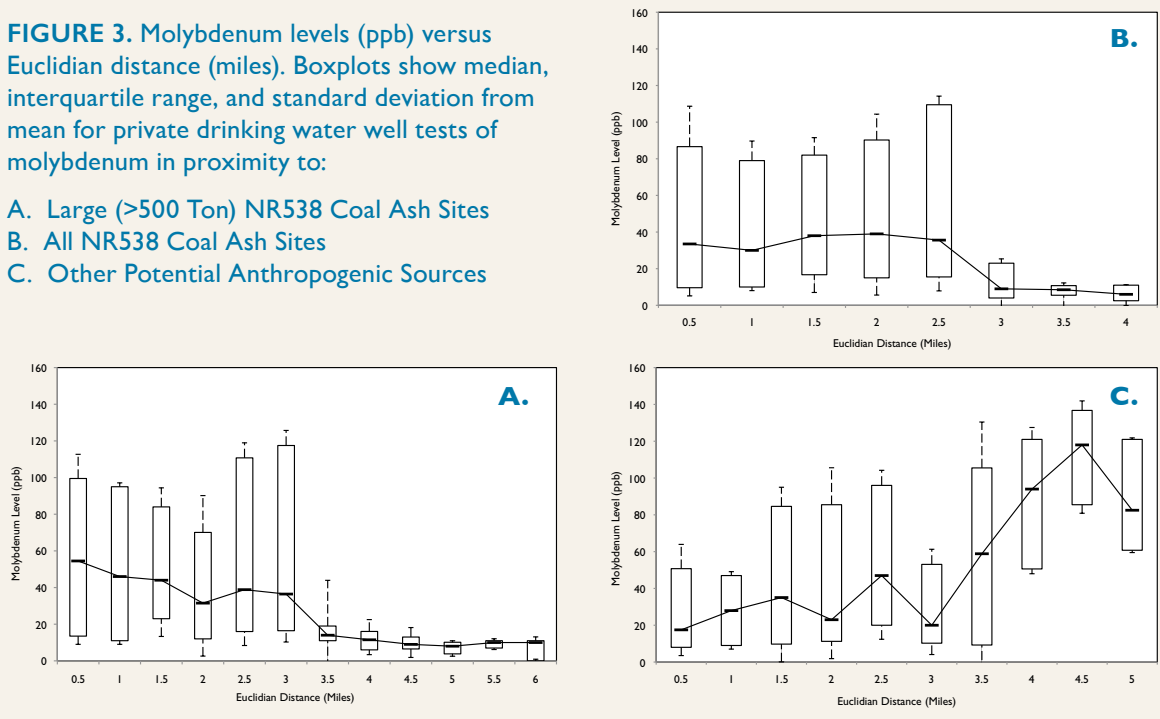 FIGURE 3. Molybdenum levels (ppb) versus
Euclidian distance (miles). Boxplots show median,
interquartile range, and standard deviation from
mean for private drinking water well tests of
molybdenum in proximity to:
A. Large (>500 Ton) NR538 Coal Ash Sites
B. All NR538 Coal Ash Sites
C. Other Potential Anthropogenic Sources
B.
Molybdenum Level (ppb)
160
140
120
100
80
60
40
20
0
0.5 1 1.5 2 2.5 3 3.5 4
Euclidian Distance (Miles)
A.
Molybdenum Level (ppb)
160
140
120
100
80
60
40
20
0
0.5 1 1.5 2 2.5 3 3.5 4 4.5 5 5.5 6
Euclidian Distance (Miles)
C.
Molybdenum Level (ppb)
160
140
120
100
80
60
40
20
0
0.5 1 1.5 2 2.5 3 3.5 4 4.5 5
Euclidian Distance (Miles)